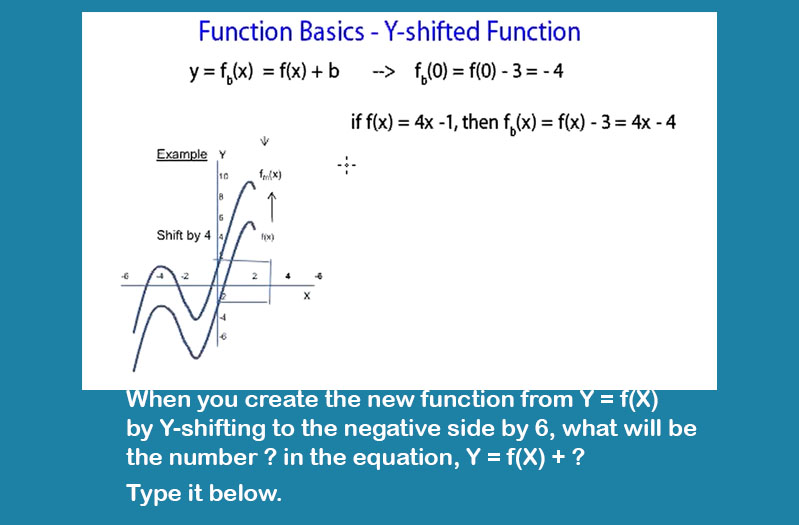 Function Basics - Y-shifted Function
y = f_b(x) = f(x) + b --> f_b(0) = f(0) - 3 = - 4
if f(x) = 4x -1, then f_b(x) = f(x) - 3 = 4x - 4
Example Y
10
8
6
Shift by 4 4
f(x)
-6 -4 -2 2 4 -6
X
-4
-6
When you create the new function from Y = f(X)
by Y-shifting to the negative side by 6, what will be
the number ? in the equation, Y = f(X) + ?
Type it below.